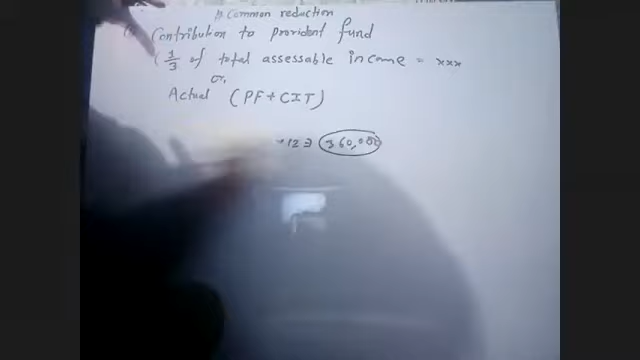 Common reduction
Contribution to provident fund
( 1/3 of total assessable income = xxx
or,
Actual (PF + CIT)
360,000